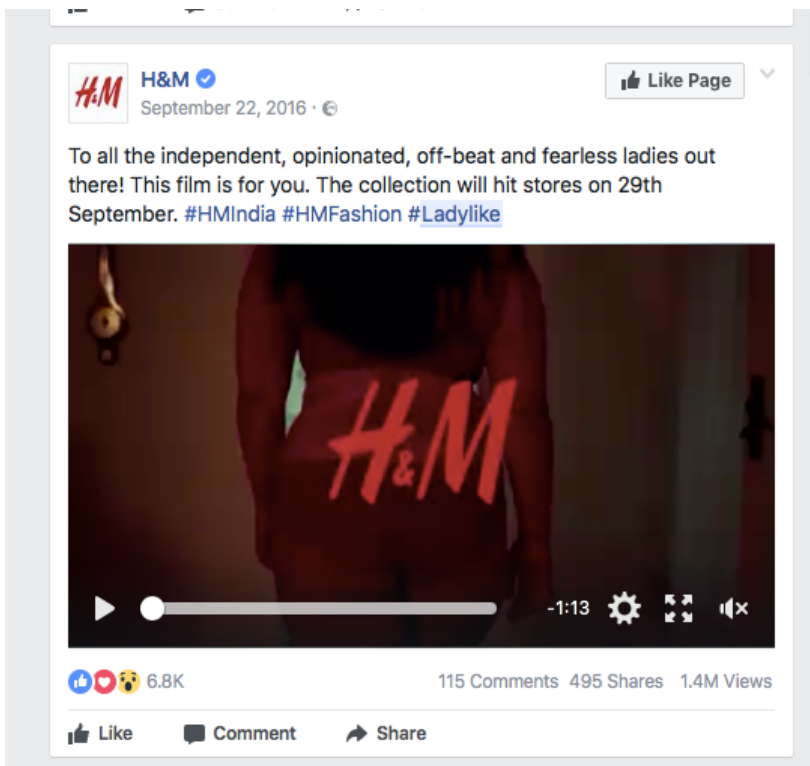 H&M
H&M
September 22, 2016 ·
Like Page
To all the independent, opinionated, off-beat and fearless ladies out
there! This film is for you. The collection will hit stores on 29th
September. #HMIndia #HMFashion #Ladylike
H&M
-1:13
6.8K
115 Comments 495 Shares 1.4M Views
Like Comment Share